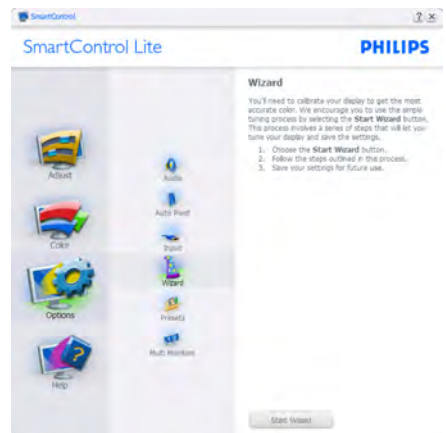 SmartControl
? ×
SmartControl Lite
PHILIPS
Wizard
You'll need to calibrate your display to get the most
accurate color. We encourage you to use the simple
tuning process by selecting the Start Wizard button.
This process involves a series of steps that will let you
tune your display and save the settings.
1. Choose the Start Wizard button.
2. Follow the steps outlined in the process.
3. Save your settings for future use.
Adjust
Color
Options
Help
Audio
Auto Pivot
Input
Wizard
Presets
Multi Monitors
Start Wizard